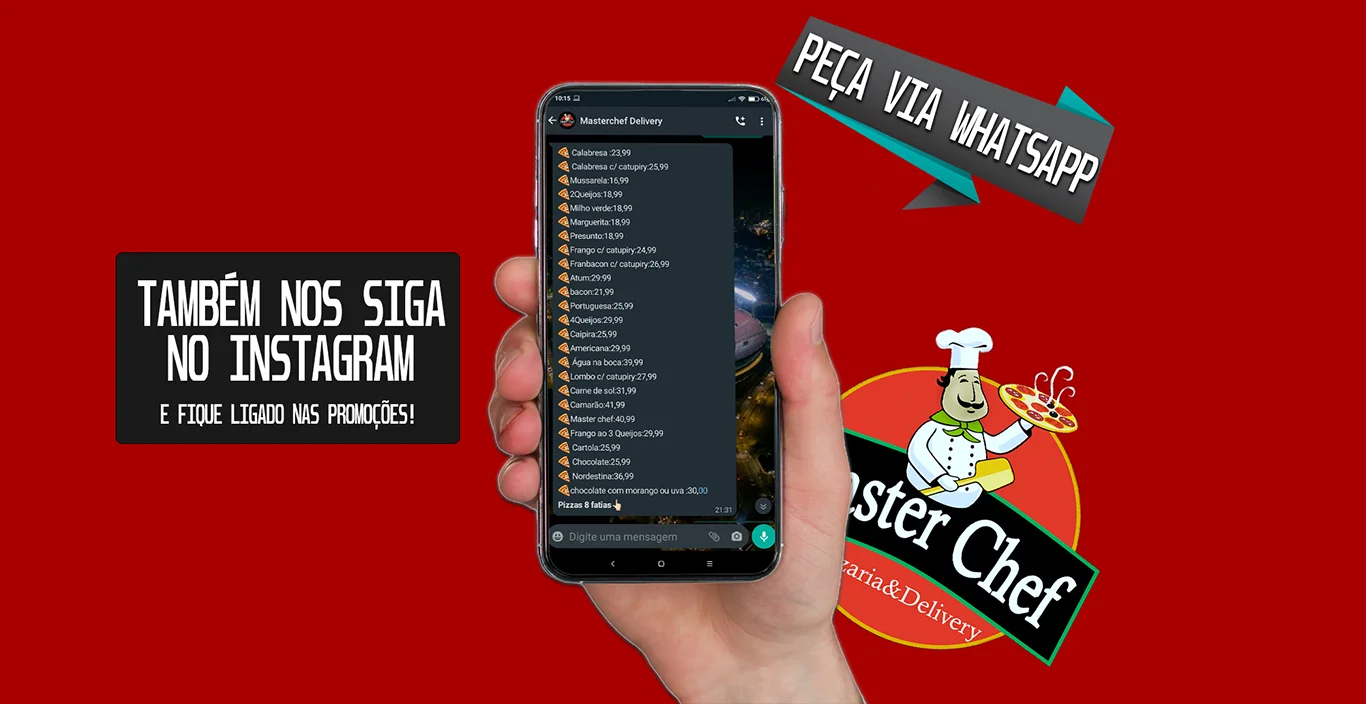 PEÇA VIA WHATSAPP
10:15
Masterchef Delivery
Calabresa :23,99
Calabresa c/ catupiry:25,99
Mussarela:16,99
2Queijos:18,99
Milho verde:18,99
Marguerita:18,99
Presunto:18,99
Frango c/ catupiry:24,99
Franbacon c/ catupiry:26,99
Atum:29:99
bacon:21,99
Portuguesa:25,99
4Queijos:29,99
Caipira:25,99
Americana:29,99
Água na boca:39,99
Lombo c/ catupiry:27,99
Carne de sol:31,99
Camarão:41,99
Master chef:40,99
Frango ao 3 Queijos:29,99
Cartola:25,99
Chocolate:25,99
Nordestina:36,99
chocolate com morango ou uva :30,00
Pizzas 8 fatias
21:31
Digite uma mensagem
TAMBÉM NOS SIGA
NO INSTAGRAM
E FIQUE LIGADO NAS PROMOÇÕES!
aster Chef
zaria&Delivery